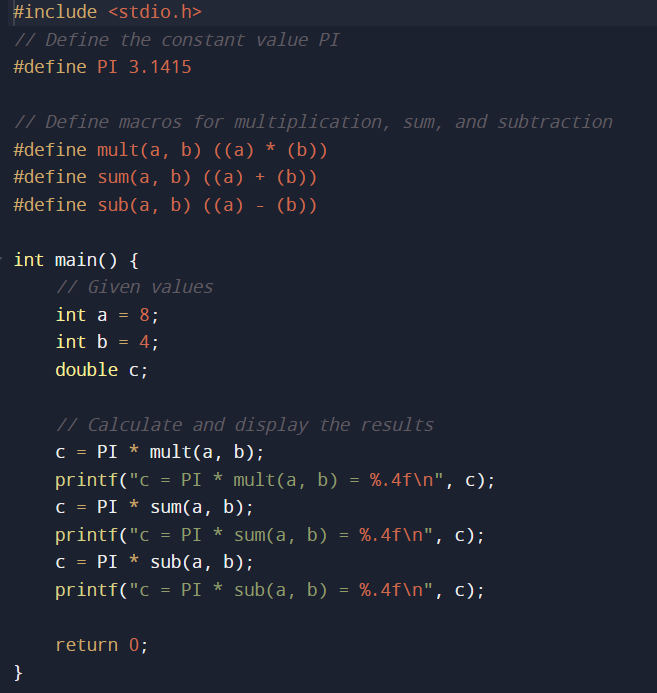 #include <stdio.h>
// Define the constant value PI
#define PI 3.1415

// Define macros for multiplication, sum, and subtraction
#define mult(a, b) ((a) * (b))
#define sum(a, b) ((a) + (b))
#define sub(a, b) ((a) - (b))

int main() {
    // Given values
    int a = 8;
    int b = 4;
    double c;

    // Calculate and display the results
    c = PI * mult(a, b);
    printf("c = PI * mult(a, b) = %.4f\n", c);
    c = PI * sum(a, b);
    printf("c = PI * sum(a, b) = %.4f\n", c);
    c = PI * sub(a, b);
    printf("c = PI * sub(a, b) = %.4f\n", c);

    return 0;
}